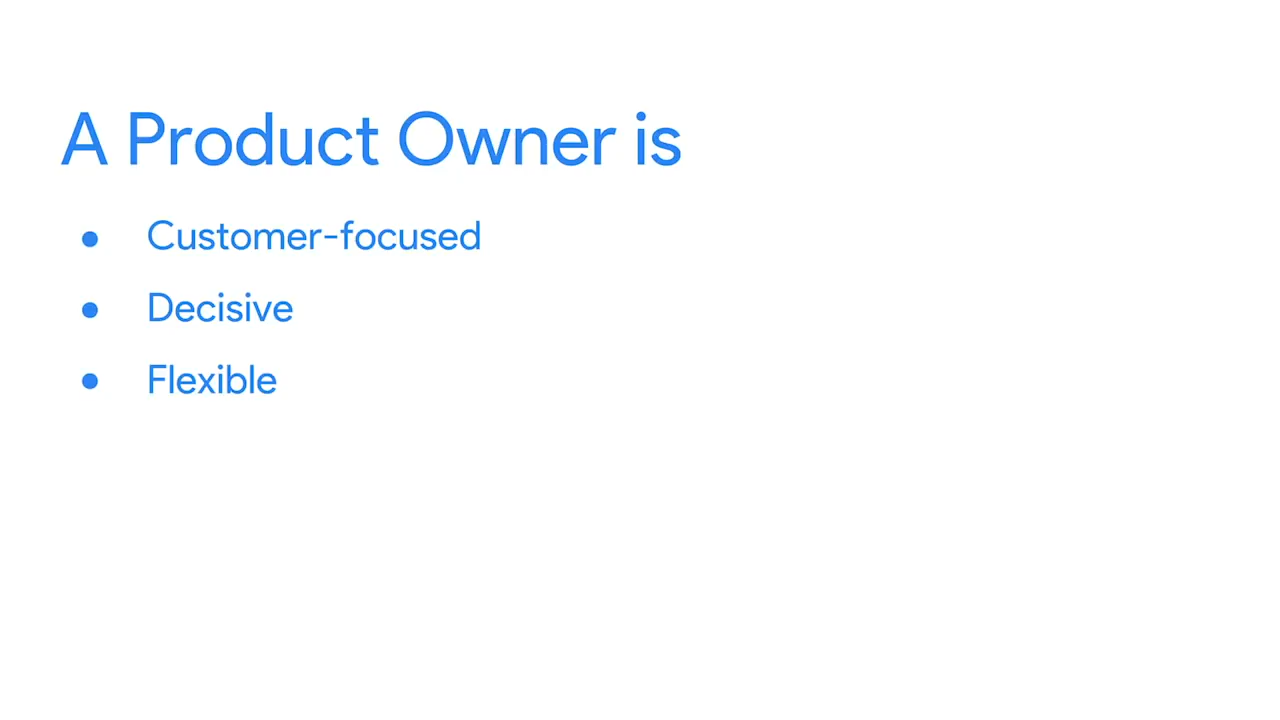 A Product Owner is
● Customer-focused
● Decisive
● Flexible